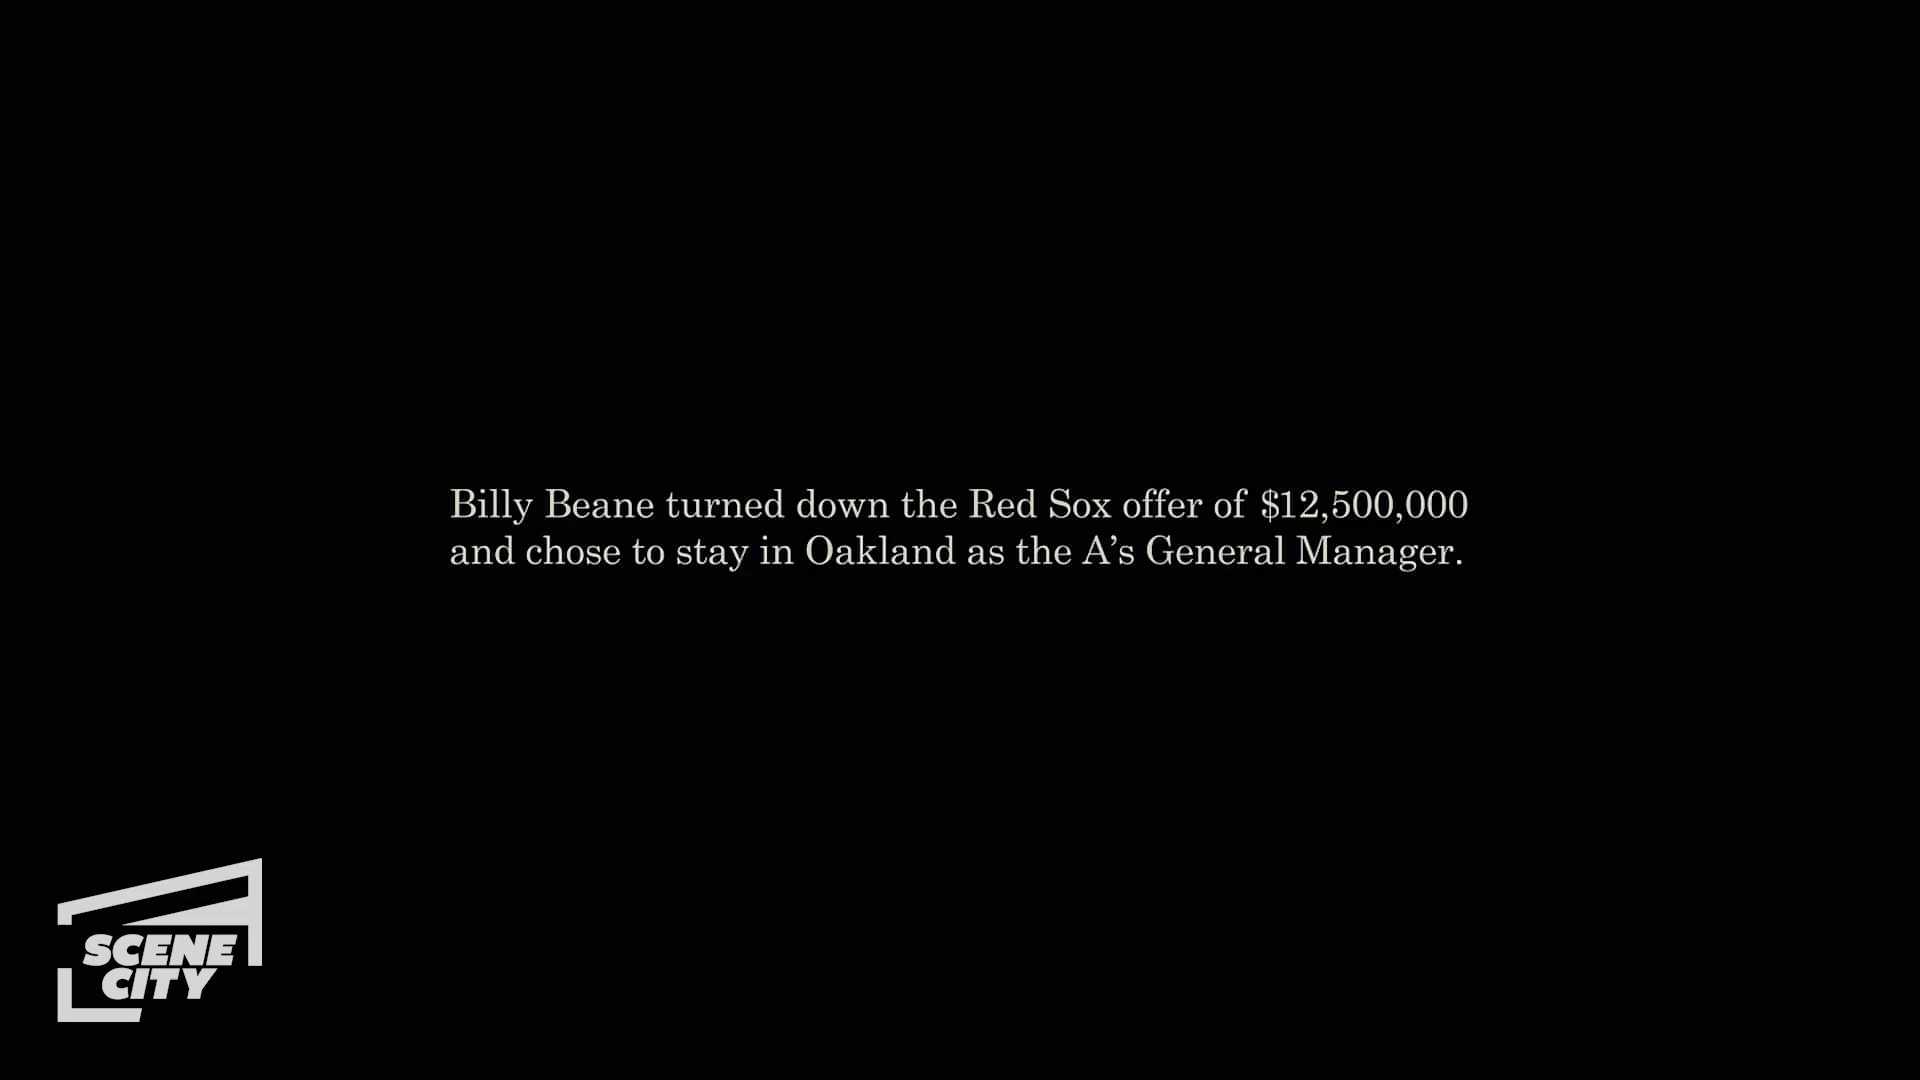 Billy Beane turned down the Red Sox offer of $12,500,000
and chose to stay in Oakland as the A’s General Manager.
SCENE
CITY